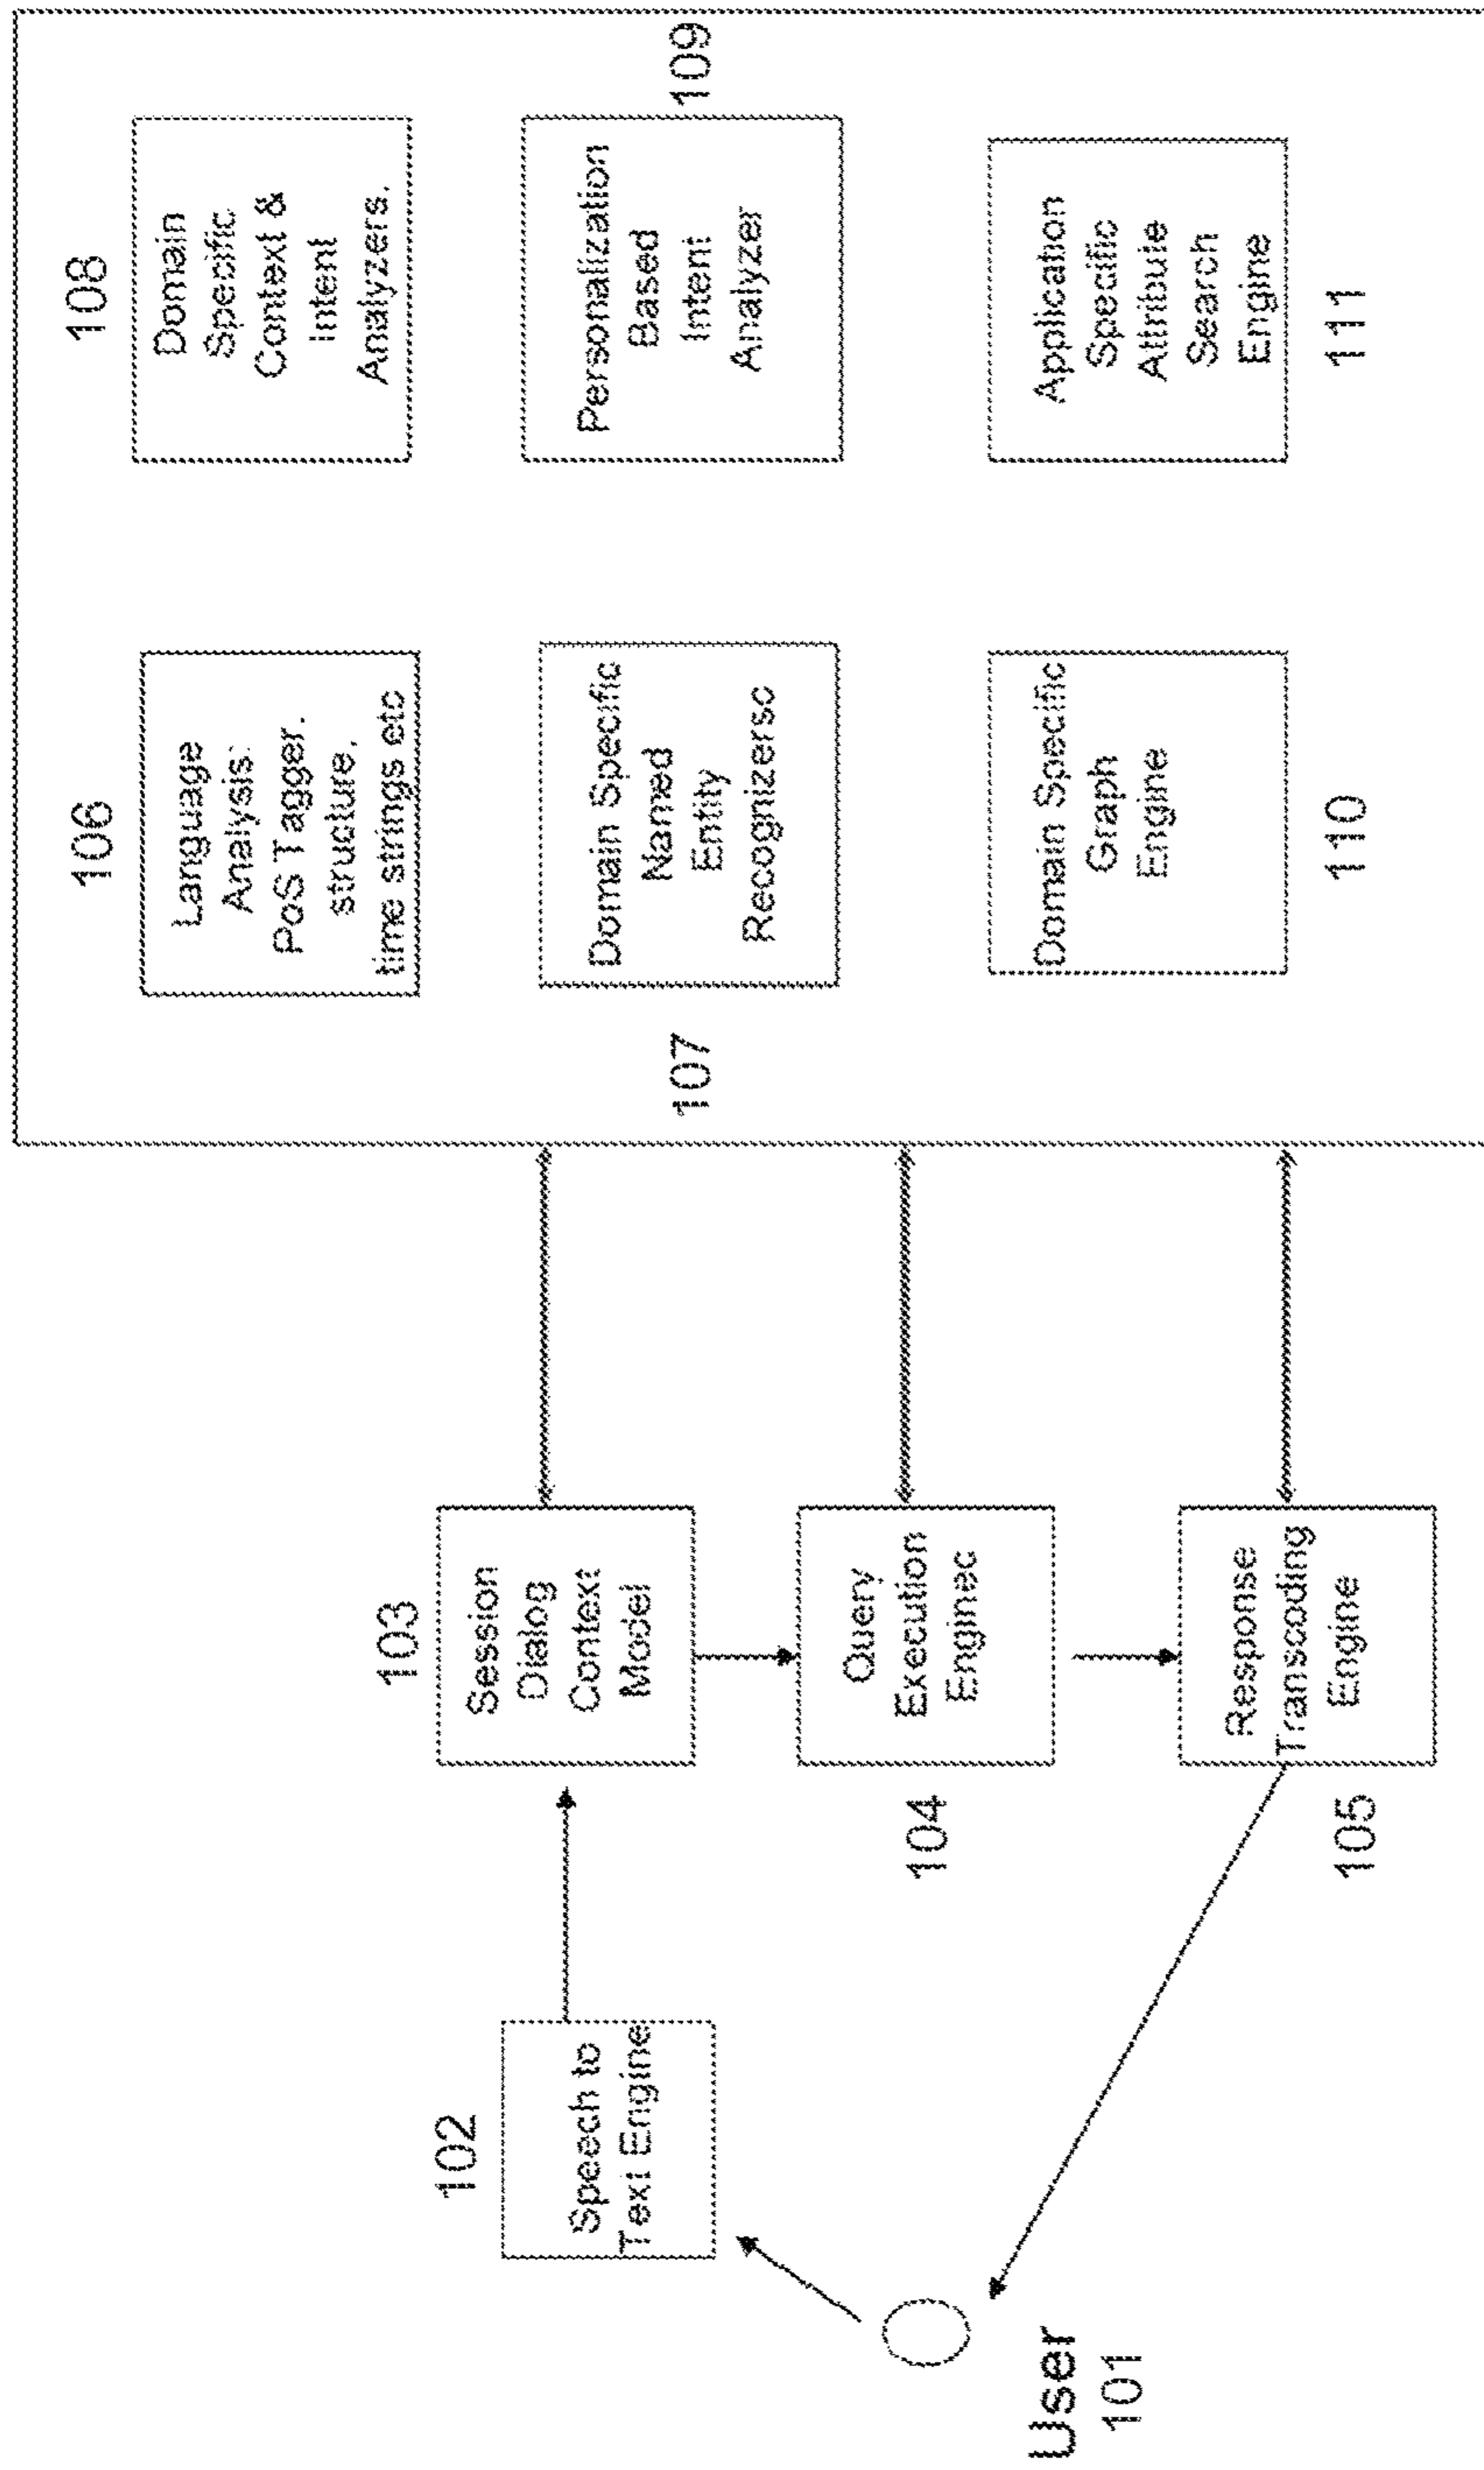 102
Speech to
Text Engine
User
101
103
Session
Dialog
Context
Model
Query
Execution
Enginec
104
Response
Transcoding
Engine
105
106
Language
Analysis:
PoS Tagger.
structure,
time strings etc
107
Domain Specific
Named
Entity
Recognizersc
Domain Specific
Graph
Engine
110
108
Domain
Specific
Context &
Intent
Analyzers.
109
Personalization
Based
Intent
Analyzer
Application
Specific
Attribute
Search
Engine
111